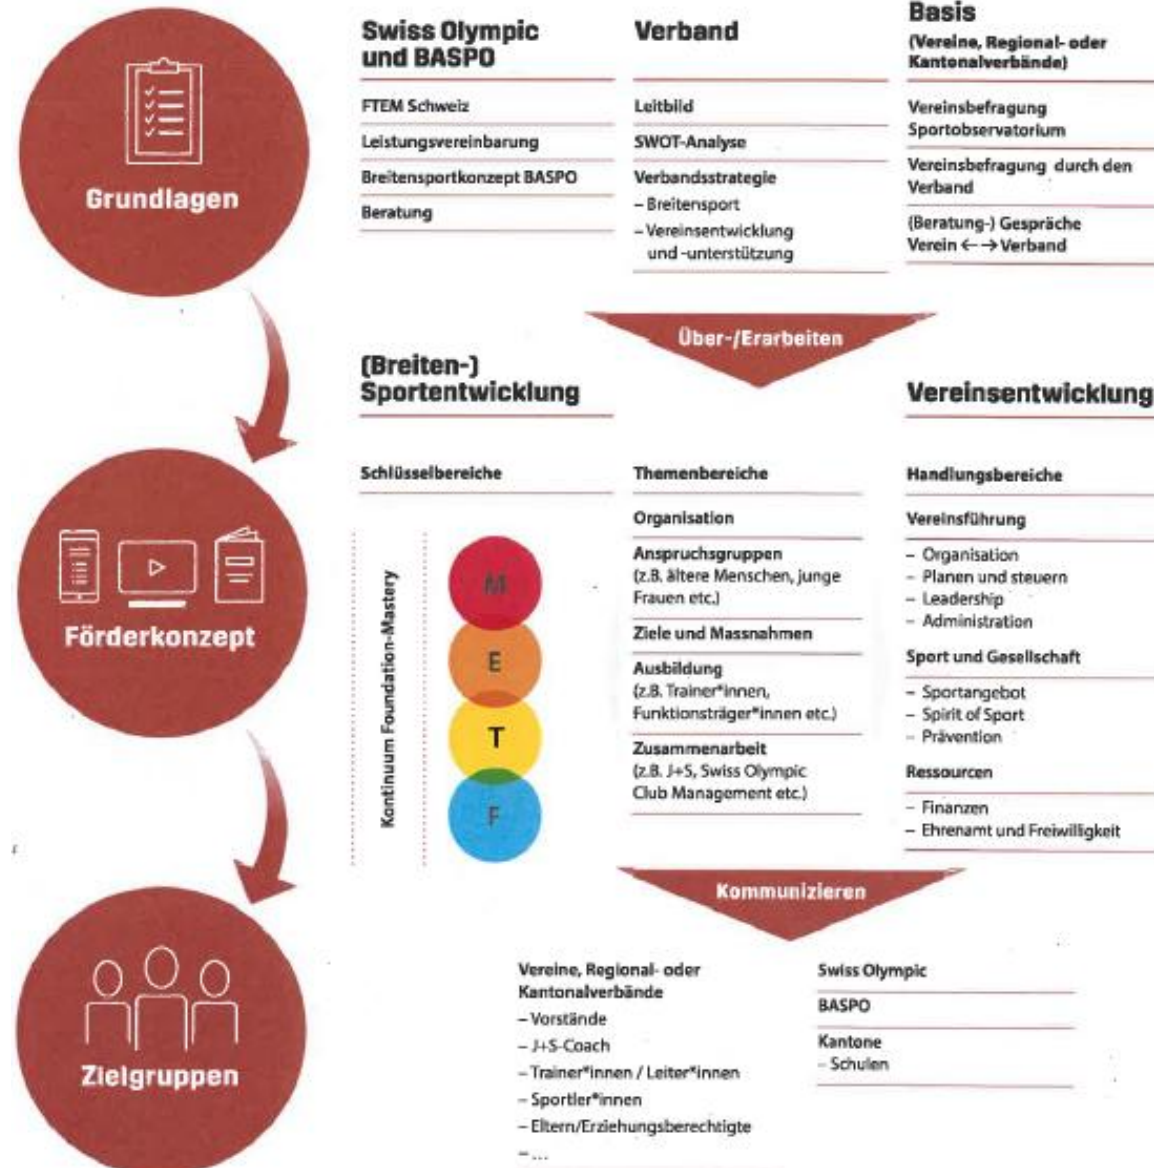 Grundlagen
Swiss Olympic
und BASPO
FTEM Schweiz
Leistungsvereinbarung
Breitensportkonzept BASPO
Beratung
Verband
Leitbild
SWOT-Analyse
Verbandsstrategie
– Breitensport
– Vereinsentwicklung
und -unterstützung
Basis
(Vereine, Regional- oder
Kantonalverbände)
Vereinsbefragung
Sportobservatorium
Vereinsbefragung durch den
Verband
(Beratung-) Gespräche
Verein ←→ Verband
Über-/Erarbeiten
Förderkonzept
(Breiten-)
Sportentwicklung
Schlüsselbereiche
Kontinuum Foundation-Mastery
M
E
T
F
Themenbereiche
Organisation
Anspruchsgruppen
(z.B. ältere Menschen, junge
Frauen etc.)
Ziele und Massnahmen
Ausbildung
(z.B. Trainer*innen,
Funktionsträger*innen etc.)
Zusammenarbeit
(z.B. J+S, Swiss Olympic
Club Management etc.)
Vereinsentwicklung
Handlungsbereiche
Vereinsführung
– Organisation
– Planen und steuern
– Leadership
– Administration
Sport und Gesellschaft
– Sportangebot
– Spirit of Sport
– Prävention
Ressourcen
– Finanzen
– Ehrenamt und Freiwilligkeit
Kommunizieren
Zielgruppen
Vereine, Regional- oder
Kantonalverbände
– Vorstände
– J+S-Coach
– Trainer*innen / Leiter*innen
– Sportler*innen
– Eltern/Erziehungsberechtigte
– ...
Swiss Olympic
BASPO
Kantone
– Schulen